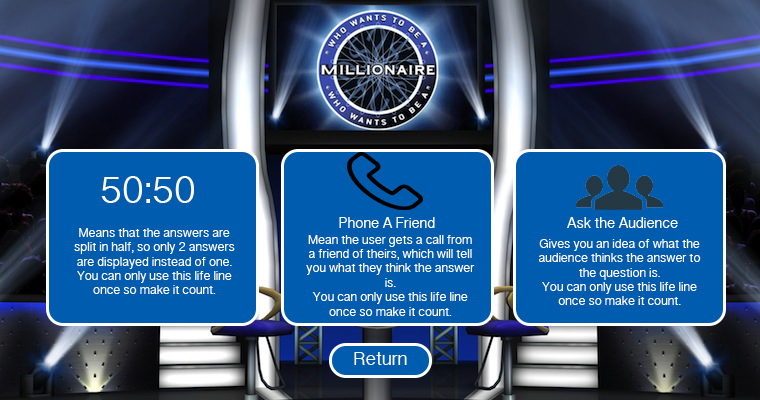 WHO WANTS TO BE A
MILLIONAIRE
WHO WANTS TO BE A
50:50
Means that the answers are
split in half, so only 2 answers
are displayed instead of one.
You can only use this life line
once so make it count.
Phone A Friend
Mean the user gets a call from
a friend of theirs, which will tell
you what they think the answer
is.
You can only use this life line
once so make it count.
Ask the Audience
Gives you an idea of what the
audience thinks the answer to
the question is.
You can only use this life line
once so make it count.
Return